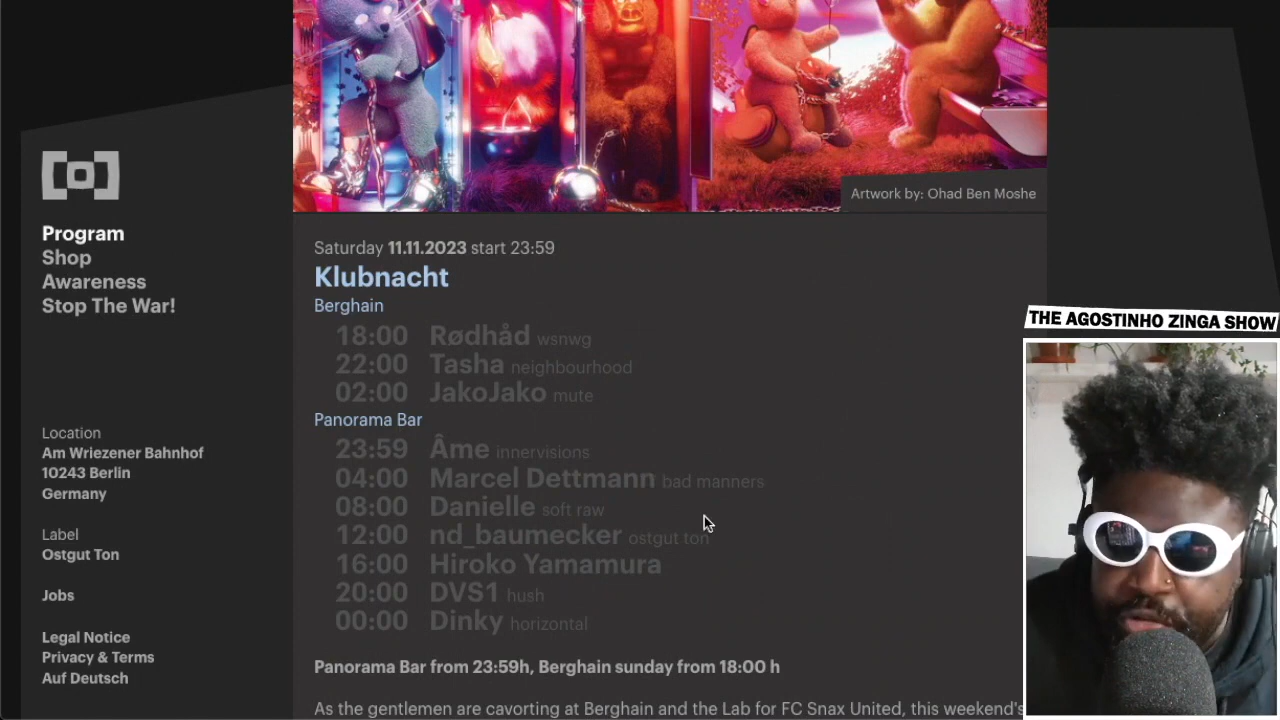 Artwork by: Ohad Ben Moshe
Program
Shop
Awareness
Stop The War!
Location
Am Wriezener Bahnhof
10243 Berlin
Germany
Label
Ostgut Ton
Jobs
Legal Notice
Privacy & Terms
Auf Deutsch
Saturday 11.11.2023 start 23:59
Klubnacht
Berghain
18:00 Rødhåd wsnwg
22:00 Tasha neighbourhood
02:00 JakoJako mute
Panorama Bar
23:59 Âme innervisions
04:00 Marcel Dettmann bad manners
08:00 Danielle soft raw
12:00 nd_baumecker ostgut ton
16:00 Hiroko Yamamura
20:00 DVS1 hush
00:00 Dinky horizontal
Panorama Bar from 23:59h, Berghain sunday from 18:00 h
As the gentlemen are cavorting at Berghain and the Lab for FC Snax United, this weekend's
THE AGOSTINHO ZINGA SHOW